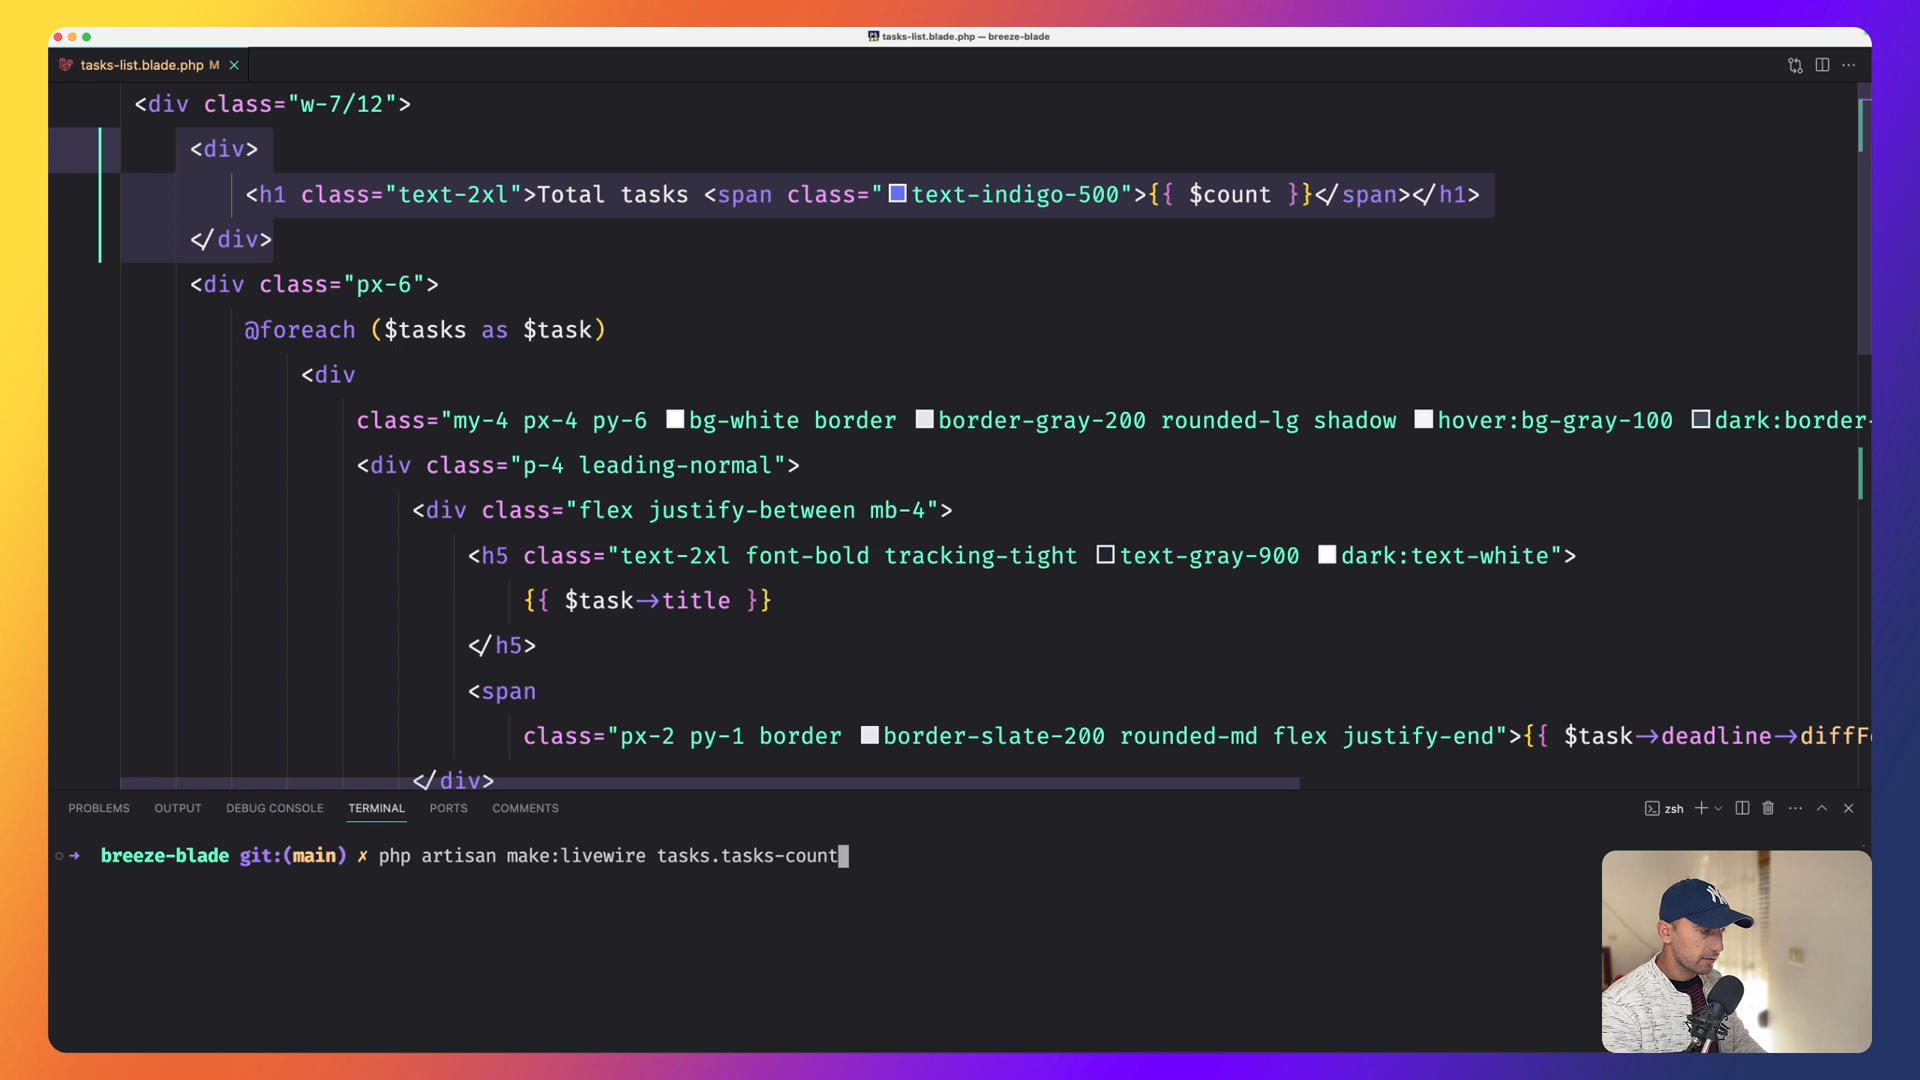 tasks-list.blade.php — breeze-blade
tasks-list.blade.php M
<div class="w-7/12">
<div>
<h1 class="text-2xl">Total tasks <span class="text-indigo-500">{{ $count }}</span></h1>
</div>
<div class="px-6">
@foreach ($tasks as $task)
<div
class="my-4 px-4 py-6 bg-white border border-gray-200 rounded-lg shadow hover:bg-gray-100 dark:border-
<div class="p-4 leading-normal">
<div class="flex justify-between mb-4">
<h5 class="text-2xl font-bold tracking-tight text-gray-900 dark:text-white">
{{ $task->title }}
</h5>
<span
class="px-2 py-1 border border-slate-200 rounded-md flex justify-end">{{ $task->deadline->diffF
</div>
PROBLEMS OUTPUT DEBUG CONSOLE TERMINAL PORTS COMMENTS zsh
→ breeze-blade git:(main) ✗ php artisan make:livewire tasks.tasks-count